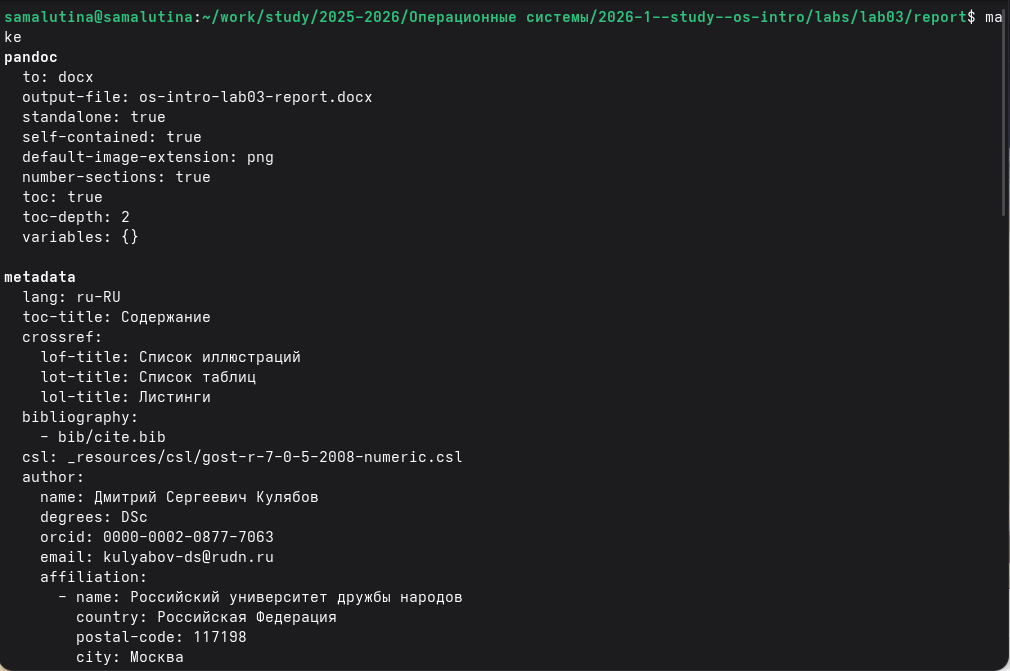 samalutina@samalutina:~/work/study/2025-2026/Операционные системы/2026-1--study--os-intro/labs/lab03/report$ ma
ke
pandoc
  to: docx
  output-file: os-intro-lab03-report.docx
  standalone: true
  self-contained: true
  default-image-extension: png
  number-sections: true
  toc: true
  toc-depth: 2
  variables: {}

metadata
  lang: ru-RU
  toc-title: Содержание
  crossref:
    lof-title: Список иллюстраций
    lot-title: Список таблиц
    lol-title: Листинги
  bibliography:
    - bib/cite.bib
  csl: _resources/csl/gost-r-7-0-5-2008-numeric.csl
  author:
    name: Дмитрий Сергеевич Кулябов
    degrees: DSc
    orcid: 0000-0002-0877-7063
    email: kulyabov-ds@rudn.ru
    affiliation:
      - name: Российский университет дружбы народов
        country: Российская Федерация
        postal-code: 117198
        city: Москва